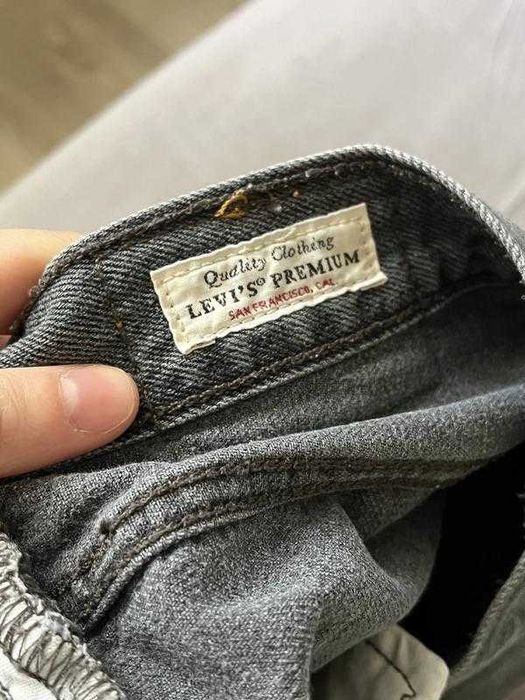 Quality Clothing
LEVI'S® PREMIUM
SAN FRANCISCO, CAL